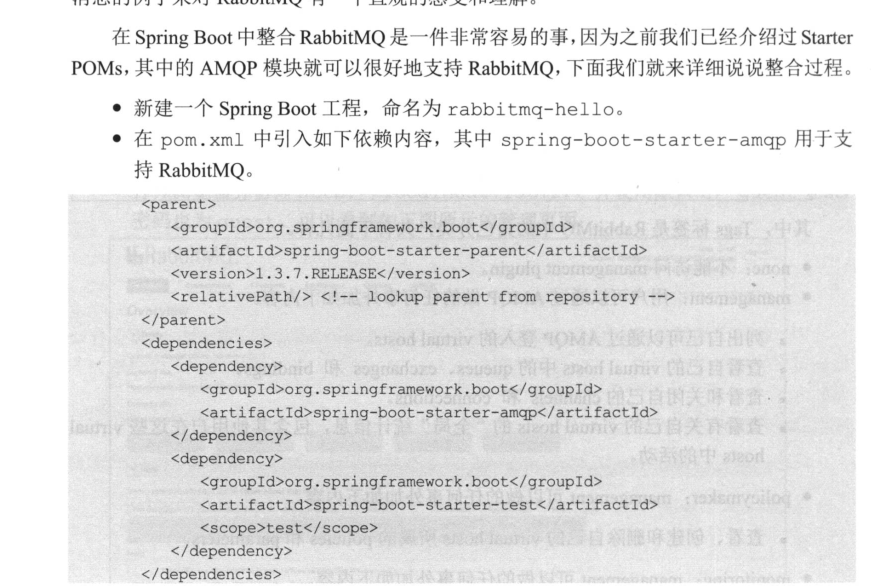 消息的例子来对 RabbitMQ 有一个直观的感受和理解。
在 Spring Boot 中整合 RabbitMQ 是一件非常容易的事，因为之前我们已经介绍过 Starter
POMs，其中的 AMQP 模块就可以很好地支持 RabbitMQ，下面我们就来详细说说整合过程。
● 新建一个 Spring Boot 工程，命名为 rabbitmq-hello。
● 在 pom.xml 中引入如下依赖内容，其中 spring-boot-starter-amqp 用于支
持 RabbitMQ。
<parent>
<groupId>org.springframework.boot</groupId>
<artifactId>spring-boot-starter-parent</artifactId>
<version>1.3.7.RELEASE</version>
<relativePath/> <!-- lookup parent from repository -->
</parent>
<dependencies>
<dependency>
<groupId>org.springframework.boot</groupId>
<artifactId>spring-boot-starter-amqp</artifactId>
</dependency>
<dependency>
<groupId>org.springframework.boot</groupId>
<artifactId>spring-boot-starter-test</artifactId>
<scope>test</scope>
</dependency>
</dependencies>